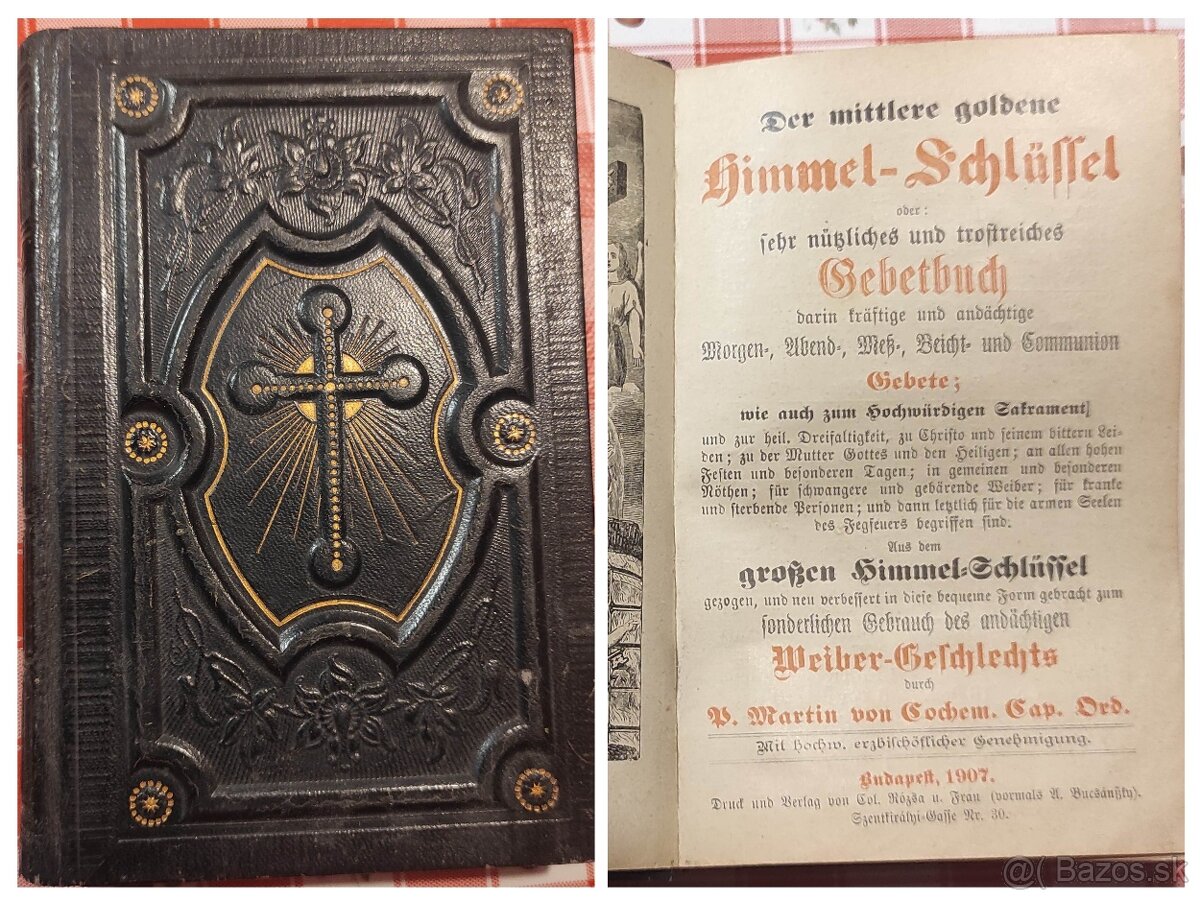 Der mittlere goldene
Himmel-Schlüssel
oder:
sehr nützliches und trostreiches
Gebetbuch
darin kräftige und andächtige
Morgen-, Abend-, Meß-, Beicht- und Communion
Gebete;
wie auch zum Hochwürdigen Sakrament]
und zur heil. Dreifaltigkeit, zu Christo und seinem bittern Lei-
den; zu der Mutter Gottes und den Heiligen; an allen hohen
Festen und besonderen Tagen; in gemeinen und besonderen
Nöthen; für schwangere und gebärende Weiber; für kranke
und sterbende Personen; und dann letztlich für die armen Seelen
des Fegfeuers begriffen sind.
Aus dem
großen Himmel-Schlüssel
gezogen, und neu verbessert in diese bequeme Form gebracht zum
sonderlichen Gebrauch des andächtigen
Weiber-Geschlechts
durch
P. Martin von Cochem. Cap. Ord.
Mit hochw. erzbischöflicher Genehmigung.
Budapest, 1907.
Druck und Verlag von Col. Rózsa u. Frau (vormals A. Bucsánßky).
Szentkirályi-Gasse Nr. 30.
@( Bazos.sk